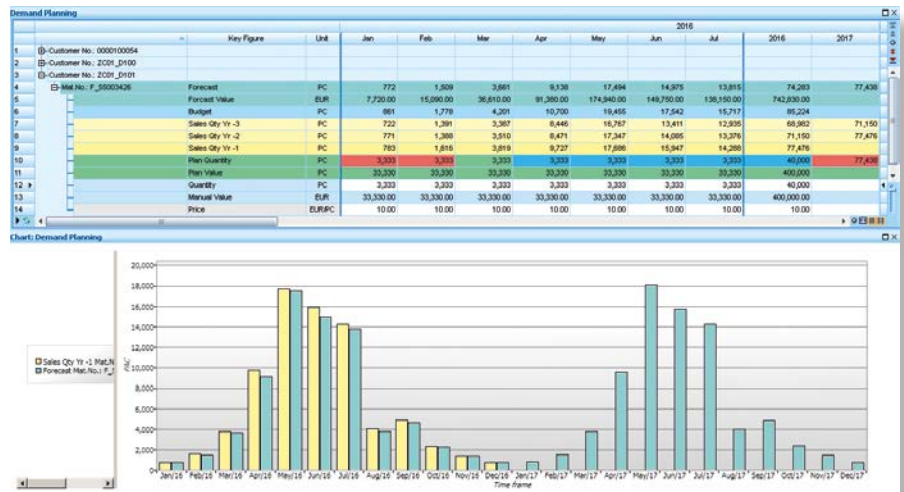 Demand Planning
2016
Key Figure Unit Jan Feb Mar Apr May Jun Jul 2016 2017
1 Customer No.: 0000100054
2 Customer No.: ZC01_D100
3 Customer No.: ZC01_D101
4 Mat.No.: F_S5003426 Forecast PC 772 1,509 3,661 9,138 17,494 14,975 13,815 74,283 77,438
5 Forcast Value EUR 7,720.00 15,090.00 36,610.00 91,380.00 174,940.00 149,750.00 138,150.00 742,830.00
6 Budget PC 861 1,778 4,201 10,700 19,455 17,542 15,717 85,224
7 Sales Qty Yr -3 PC 722 1,391 3,367 8,446 16,767 13,411 12,935 68,982 71,150
8 Sales Qty Yr -2 PC 771 1,388 3,510 8,471 17,347 14,085 13,376 71,150 77,476
9 Sales Qty Yr -1 PC 783 1,616 3,819 9,727 17,686 15,947 14,288 77,476
10 Plan Quantity PC 3,333 3,333 3,333 3,333 3,333 3,333 3,333 40,000 77,438
11 Plan Value PC 33,330 33,330 33,330 33,330 33,330 33,330 33,330 400,000
12 Quantity PC 3,333 3,333 3,333 3,333 3,333 3,333 3,333 40,000
13 Manual Value EUR 33,330.00 33,330.00 33,330.00 33,330.00 33,330.00 33,330.00 33,330.00 400,000.00
14 Price EUR/PC 10.00 10.00 10.00 10.00 10.00 10.00 10.00 10.00
Chart: Demand Planning
20,000
18,000
16,000
14,000
12,000
10,000
8,000
6,000
4,000
2,000
0
Sales Qty Yr -1 Mat.N
Forecast Mat.No.: F_
Jan/16 Feb/16 Mar/16 Apr/16 May/16 Jun/16 Jul/16 Aug/16 Sep/16 Oct/16 Nov/16 Dec/16 Jan/17 Feb/17 Mar/17 Apr/17 May/17 Jun/17 Jul/17 Aug/17 Sep/17 Oct/17 Nov/17 Dec/17
Time frame